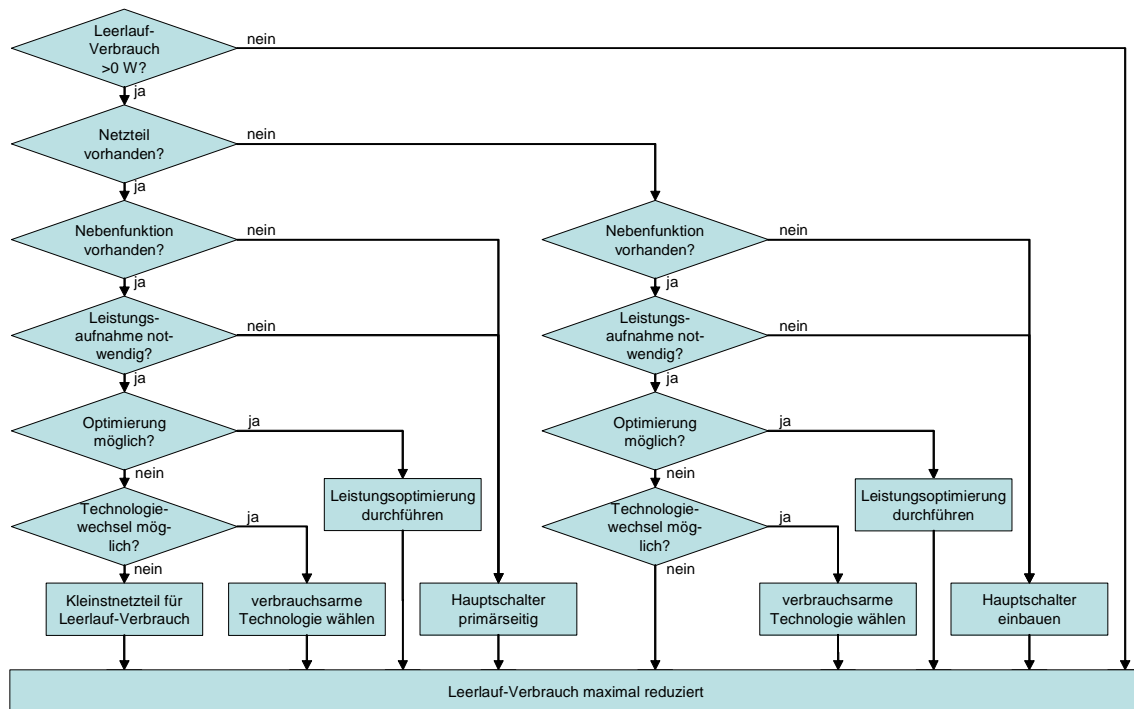 Leerlauf-
Verbrauch
>0 W?
nein
ja
Netzteil
vorhanden?
nein
ja
Nebenfunktion
vorhanden?
nein
ja
Nebenfunktion
vorhanden?
nein
ja
Leistungs-
aufnahme not-
wendig?
nein
ja
Leistungs-
aufnahme not-
wendig?
nein
ja
Optimierung
möglich?
ja
nein
Optimierung
möglich?
ja
nein
Leistungsoptimierung
durchführen
Leistungsoptimierung
durchführen
Technologie-
wechsel mög-
lich?
ja
nein
Technologie-
wechsel mög-
lich?
ja
nein
Kleinstnetzteil für
Leerlauf-Verbrauch
verbrauchsarme
Technologie wählen
Hauptschalter
primärseitig
verbrauchsarme
Technologie wählen
Hauptschalter
einbauen
Leerlauf-Verbrauch maximal reduziert